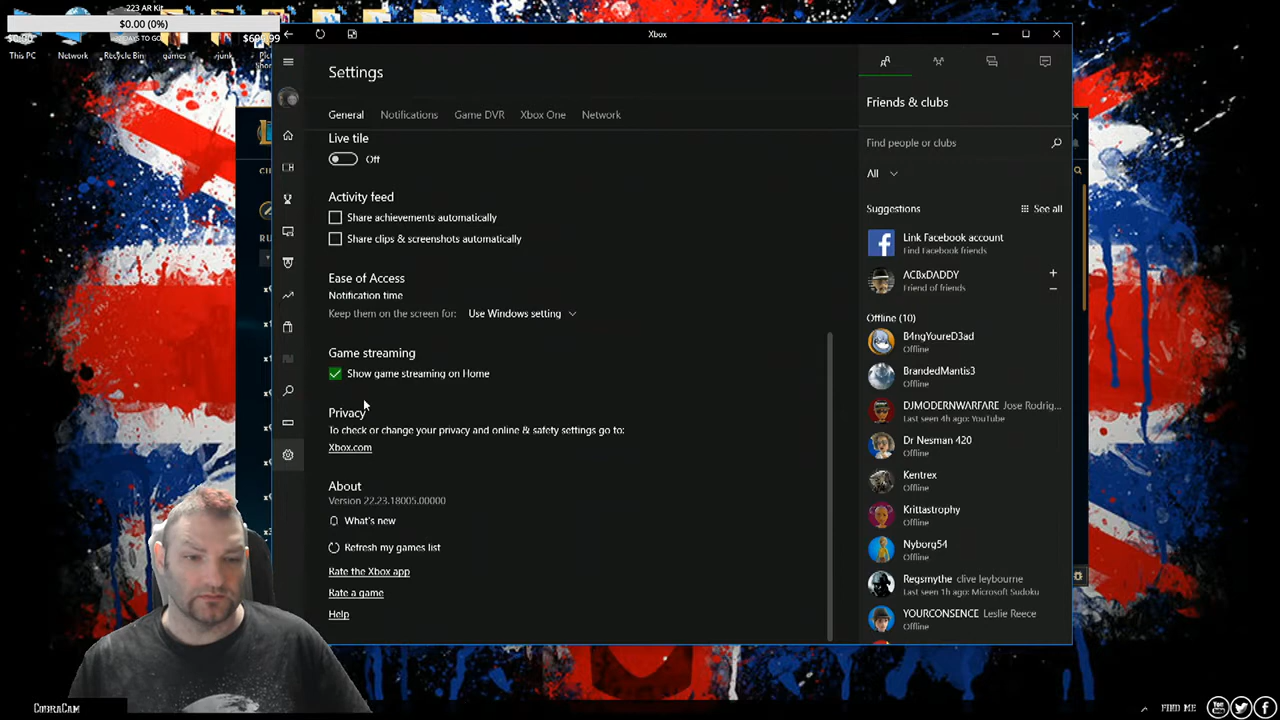 223 AR Kit
$0.00 (0%)
This PC
Network
Recycle Bin
games
junk
Xbox
Settings
General
Notifications
Game DVR
Xbox One
Network
Live tile
Off
Activity feed
Share achievements automatically
Share clips & screenshots automatically
Ease of Access
Notification time
Keep them on the screen for: Use Windows setting
Game streaming
Show game streaming on Home
Privacy
To check or change your privacy and online & safety settings go to:
Xbox.com
About
Version 22.23.18005.00000
What's new
Refresh my games list
Rate the Xbox app
Rate a game
Help
Friends & clubs
Find people or clubs
All
Suggestions
See all
Link Facebook account
Find Facebook friends
ACBxDADDY
Friend of friends
Offline (10)
B4ngYoureD3ad
Offline
BrandedMantis3
Offline
DJMODERNWARFARE Jose Rodrig...
Last seen 4h ago: YouTube
Dr Nesman 420
Offline
Kentrex
Offline
Krittastrophy
Offline
Nyborg54
Offline
Reqsmythe clive leybourne
Last seen 1h ago: Microsoft Sudoku
YOURCONSENCE Leslie Reece
Offline
CobraCam
FIND ME